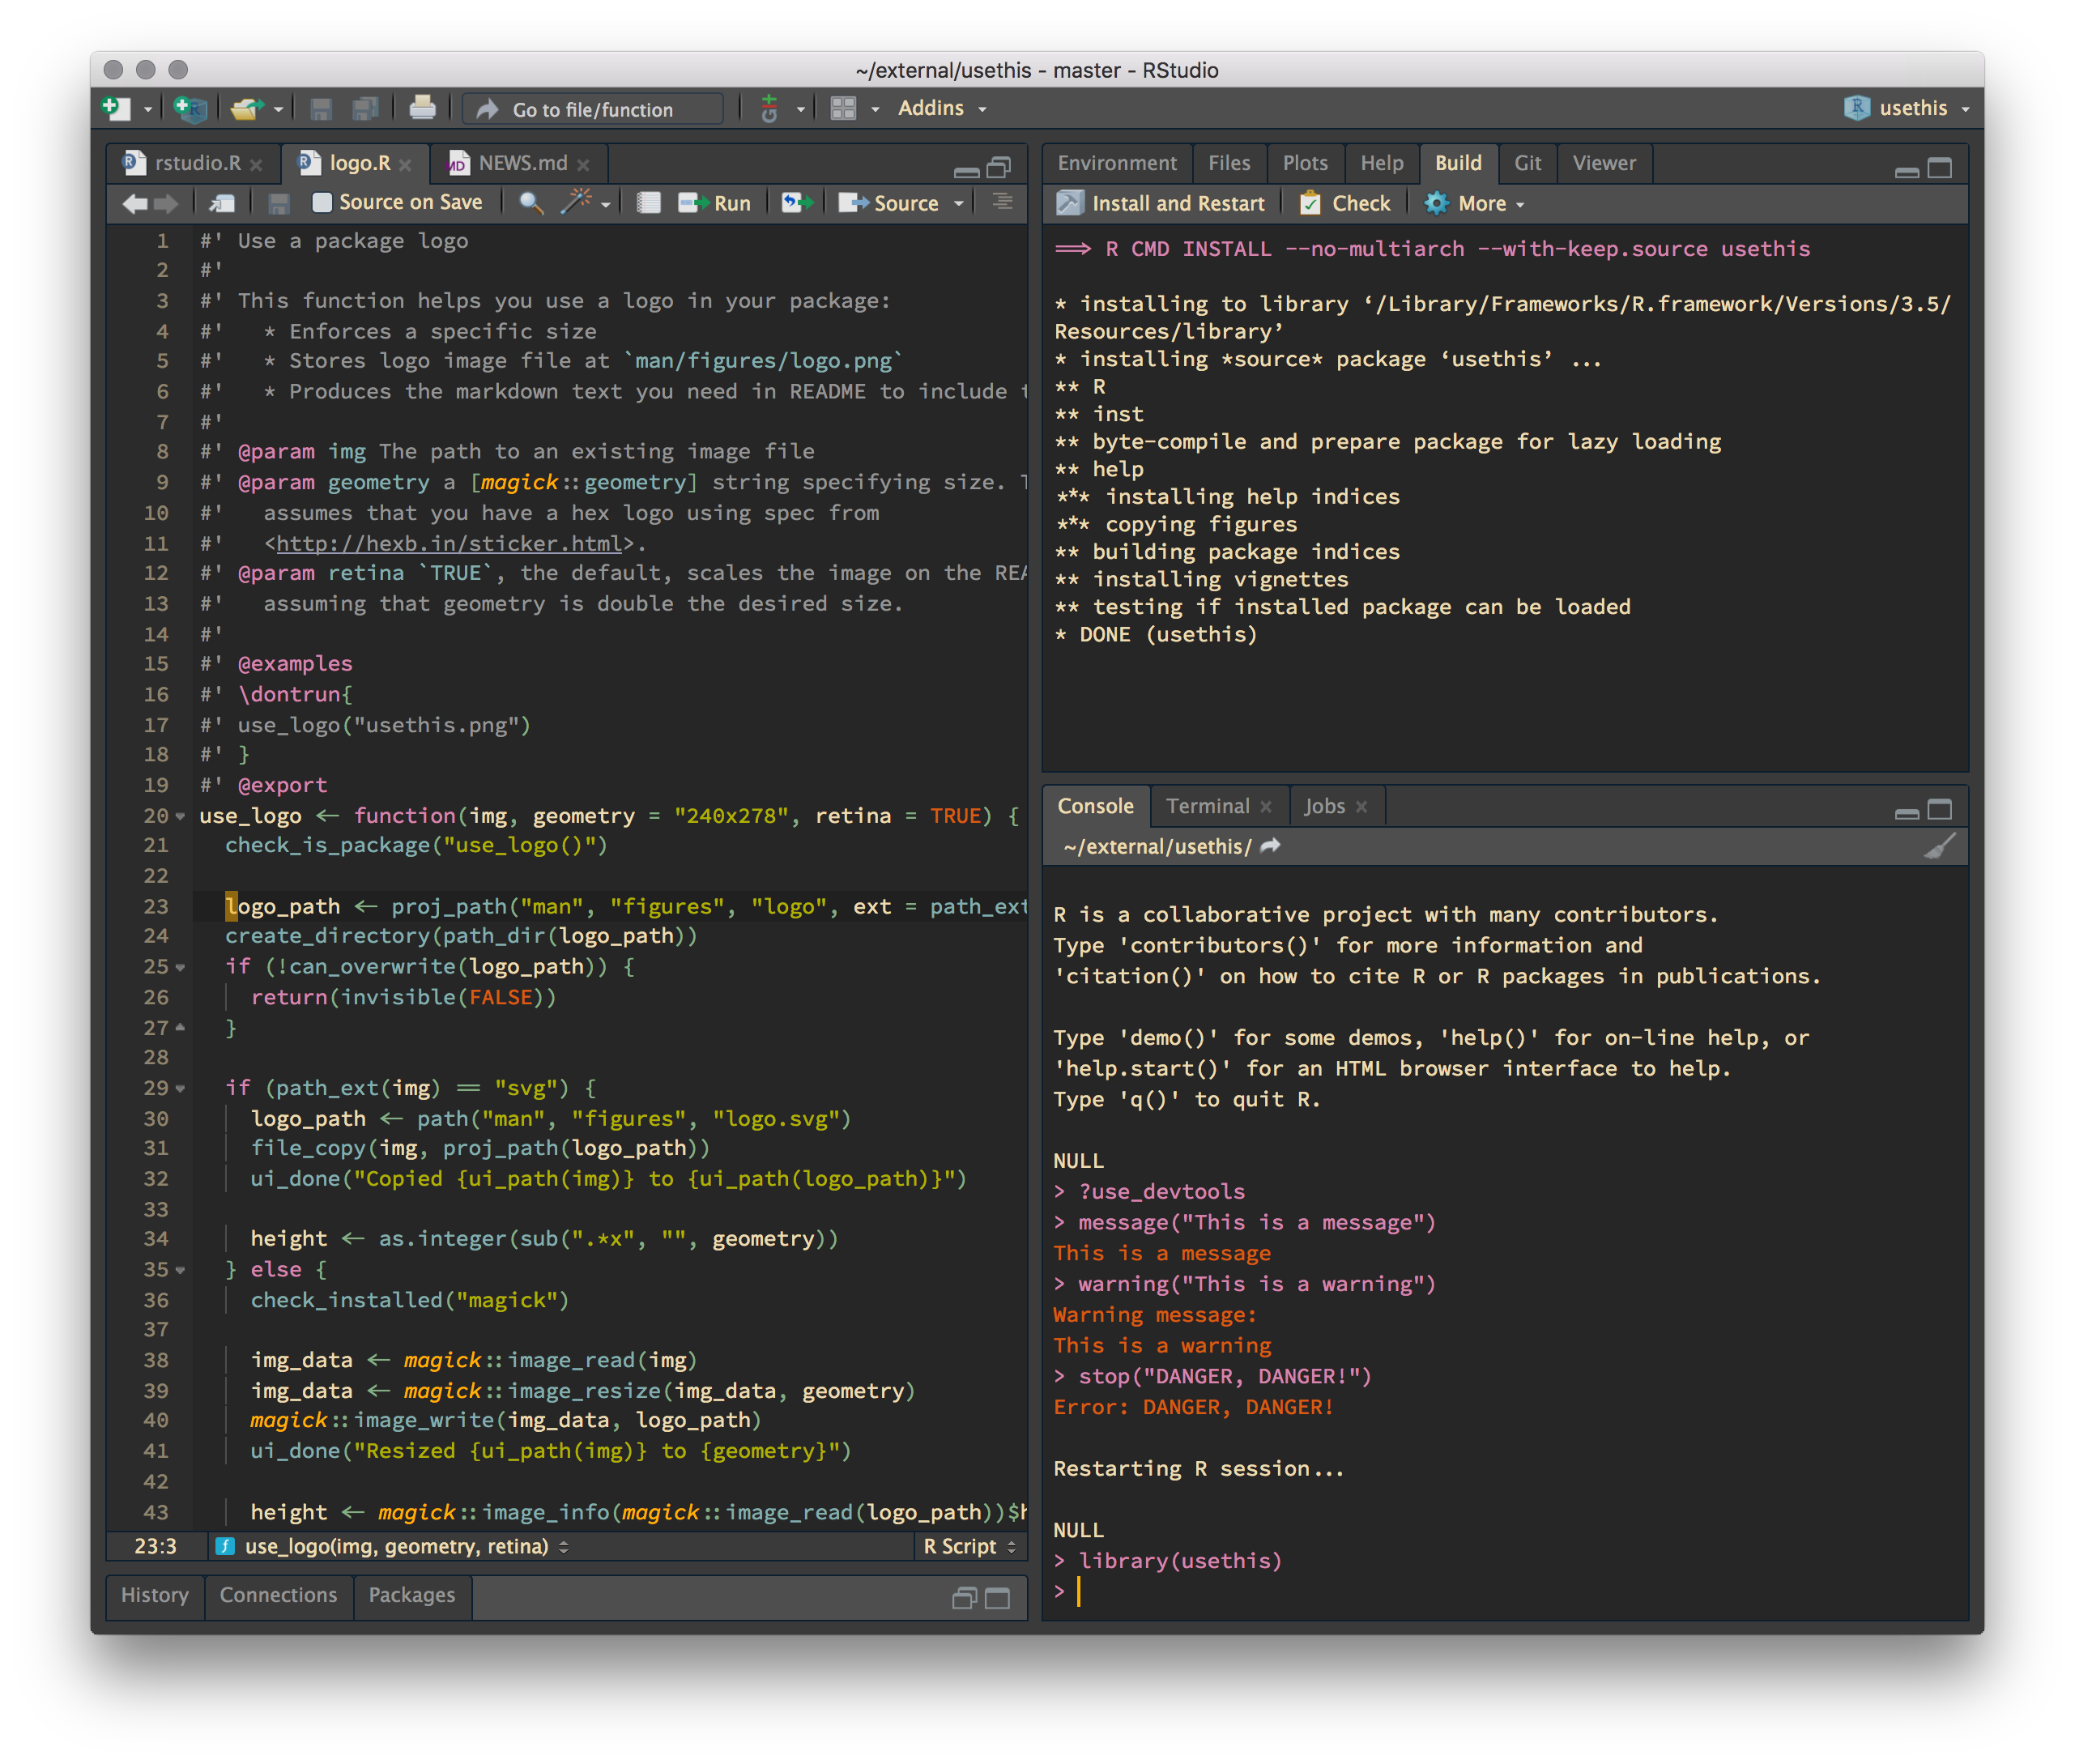 ~/external/usethis - master - RStudio
Go to file/function
Addins
usethis
rstudio.R
logo.R
NEWS.md
Source on Save
Run
Source
1 #' Use a package logo
2 #'
3 #' This function helps you use a logo in your package:
4 #'   * Enforces a specific size
5 #'   * Stores logo image file at `man/figures/logo.png`
6 #'   * Produces the markdown text you need in README to include t
7 #'
8 #' @param img The path to an existing image file
9 #' @param geometry a [magick::geometry] string specifying size. T
10 #'   assumes that you have a hex logo using spec from
11 #'   <http://hexb.in/sticker.html>.
12 #' @param retina `TRUE`, the default, scales the image on the REA
13 #'   assuming that geometry is double the desired size.
14 #'
15 #' @examples
16 #' \dontrun{
17 #' use_logo("usethis.png")
18 #' }
19 #' @export
20 use_logo <- function(img, geometry = "240x278", retina = TRUE) {
21   check_is_package("use_logo()")
22
23   logo_path <- proj_path("man", "figures", "logo", ext = path_ext
24   create_directory(path_dir(logo_path))
25   if (!can_overwrite(logo_path)) {
26     return(invisible(FALSE))
27   }
28
29   if (path_ext(img) == "svg") {
30     logo_path <- path("man", "figures", "logo.svg")
31     file_copy(img, proj_path(logo_path))
32     ui_done("Copied {ui_path(img)} to {ui_path(logo_path)}")
33
34     height <- as.integer(sub(".*x", "", geometry))
35   } else {
36     check_installed("magick")
37
38     img_data <- magick::image_read(img)
39     img_data <- magick::image_resize(img_data, geometry)
40     magick::image_write(img_data, logo_path)
41     ui_done("Resized {ui_path(img)} to {geometry}")
42
43     height <- magick::image_info(magick::image_read(logo_path))$h
23:3
use_logo(img, geometry, retina)
R Script
History
Connections
Packages
Environment
Files
Plots
Help
Build
Git
Viewer
Install and Restart
Check
More
==> R CMD INSTALL --no-multiarch --with-keep.source usethis
* installing to library ‘/Library/Frameworks/R.framework/Versions/3.5/
Resources/library’
* installing *source* package ‘usethis’ ...
** R
** inst
** byte-compile and prepare package for lazy loading
** help
*** installing help indices
*** copying figures
** building package indices
** installing vignettes
** testing if installed package can be loaded
* DONE (usethis)
Console
Terminal
Jobs
~/external/usethis/
R is a collaborative project with many contributors.
Type 'contributors()' for more information and
'citation()' on how to cite R or R packages in publications.
Type 'demo()' for some demos, 'help()' for on-line help, or
'help.start()' for an HTML browser interface to help.
Type 'q()' to quit R.
NULL
> ?use_devtools
> message("This is a message")
This is a message
> warning("This is a warning")
Warning message:
This is a warning
> stop("DANGER, DANGER!")
Error: DANGER, DANGER!
Restarting R session...
NULL
> library(usethis)
>